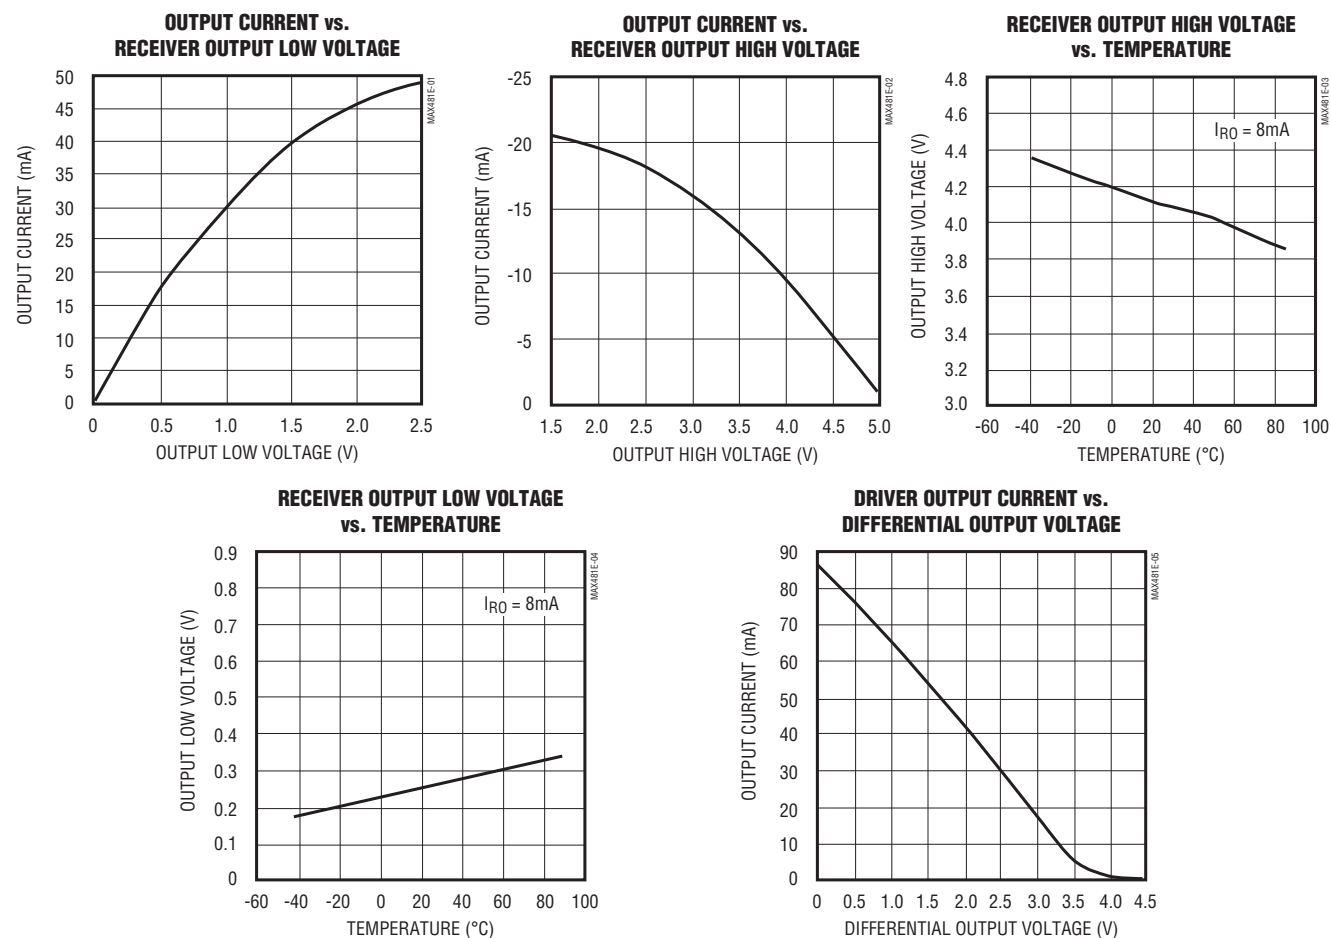 OUTPUT CURRENT vs.
RECEIVER OUTPUT LOW VOLTAGE
50
45
40
35
30
25
20
15
10
5
0
OUTPUT CURRENT (mA)
0 0.5 1.0 1.5 2.0 2.5
OUTPUT LOW VOLTAGE (V)
MAX481E-01
OUTPUT CURRENT vs.
RECEIVER OUTPUT HIGH VOLTAGE
-25
-20
-15
-10
-5
0
OUTPUT CURRENT (mA)
1.5 2.0 2.5 3.0 3.5 4.0 4.5 5.0
OUTPUT HIGH VOLTAGE (V)
MAX481E-02
RECEIVER OUTPUT HIGH VOLTAGE
vs. TEMPERATURE
4.8
4.6
4.4
4.2
4.0
3.8
3.6
3.4
3.2
3.0
OUTPUT HIGH VOLTAGE (V)
IRO = 8mA
-60 -40 -20 0 20 40 60 80 100
TEMPERATURE (°C)
MAX481E-03
RECEIVER OUTPUT LOW VOLTAGE
vs. TEMPERATURE
0.9
0.8
0.7
0.6
0.5
0.4
0.3
0.2
0.1
0
OUTPUT LOW VOLTAGE (V)
IRO = 8mA
-60 -40 -20 0 20 40 60 80 100
TEMPERATURE (°C)
MAX481E-04
DRIVER OUTPUT CURRENT vs.
DIFFERENTIAL OUTPUT VOLTAGE
90
80
70
60
50
40
30
20
10
0
OUTPUT CURRENT (mA)
0 0.5 1.0 1.5 2.0 2.5 3.0 3.5 4.0 4.5
DIFFERENTIAL OUTPUT VOLTAGE (V)
MAX481E-05